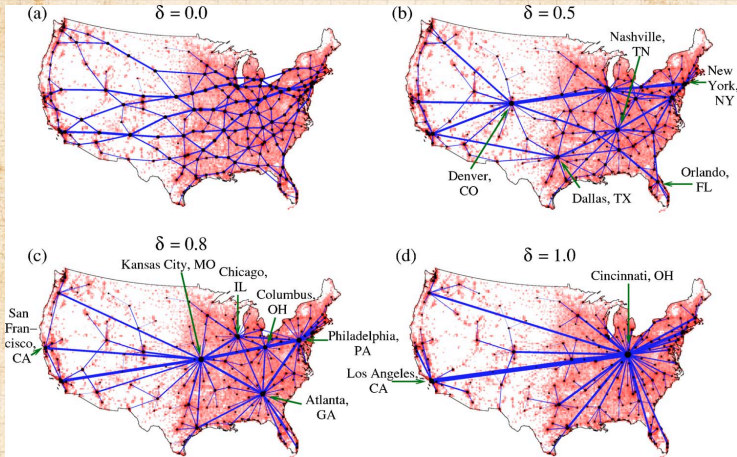 (a)
δ = 0.0
(b)
δ = 0.5
Nashville,
TN
New
York,
NY
Denver,
CO
Dallas, TX
Orlando,
FL
(c)
δ = 0.8
Kansas City, MO
Chicago,
IL
Columbus,
OH
San
Fran–
cisco,
CA
Philadelphia,
PA
Atlanta,
GA
(d)
δ = 1.0
Cincinnati, OH
Los Angeles,
CA